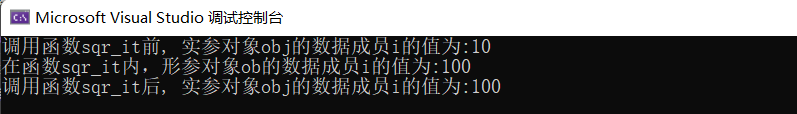 Microsoft Visual Studio 调试控制台
调用函数sqr_it前, 实参对象obj的数据成员i的值为:10
在函数sqr_it内, 形参对象ob的数据成员i的值为:100
调用函数sqr_it后, 实参对象obj的数据成员i的值为:100